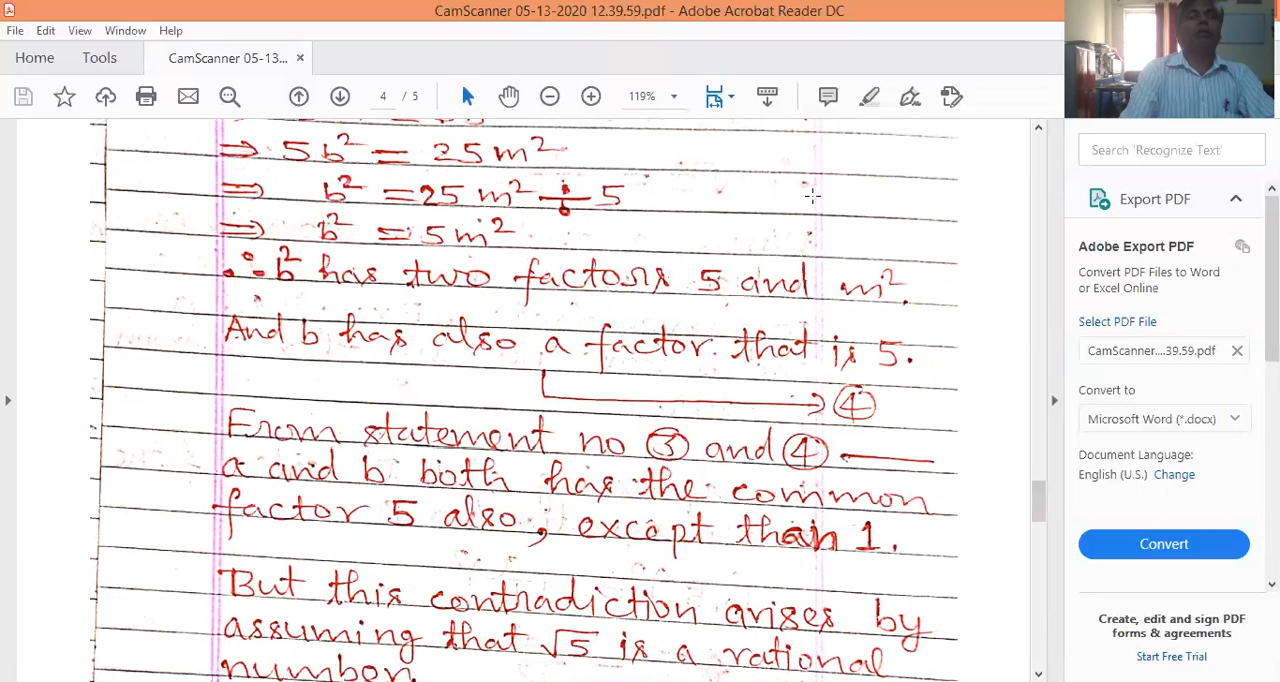 CamScanner 05-13-2020 12.39.59.pdf - Adobe Acrobat Reader DC
File Edit View Window Help
Home Tools CamScanner 05-13... ×
4 / 5 119%
⇒ 5b² = 25m²
⇒ b² = 25 m² ÷ 5
⇒ b² = 5m²
∴ b² has two factors 5 and m².
And b has also a factor that is 5.
④
From statement no ③ and ④
a and b both has the common
factor 5 also, except than 1.
But this contradiction arises by
assuming that √5 is a rational
number.
Search 'Recognize Text'
Export PDF
Adobe Export PDF
Convert PDF Files to Word
or Excel Online
Select PDF File
CamScanner....39.59.pdf ×
Convert to
Microsoft Word (*.docx)
Document Language:
English (U.S.) Change
Convert
Create, edit and sign PDF
forms & agreements
Start Free Trial